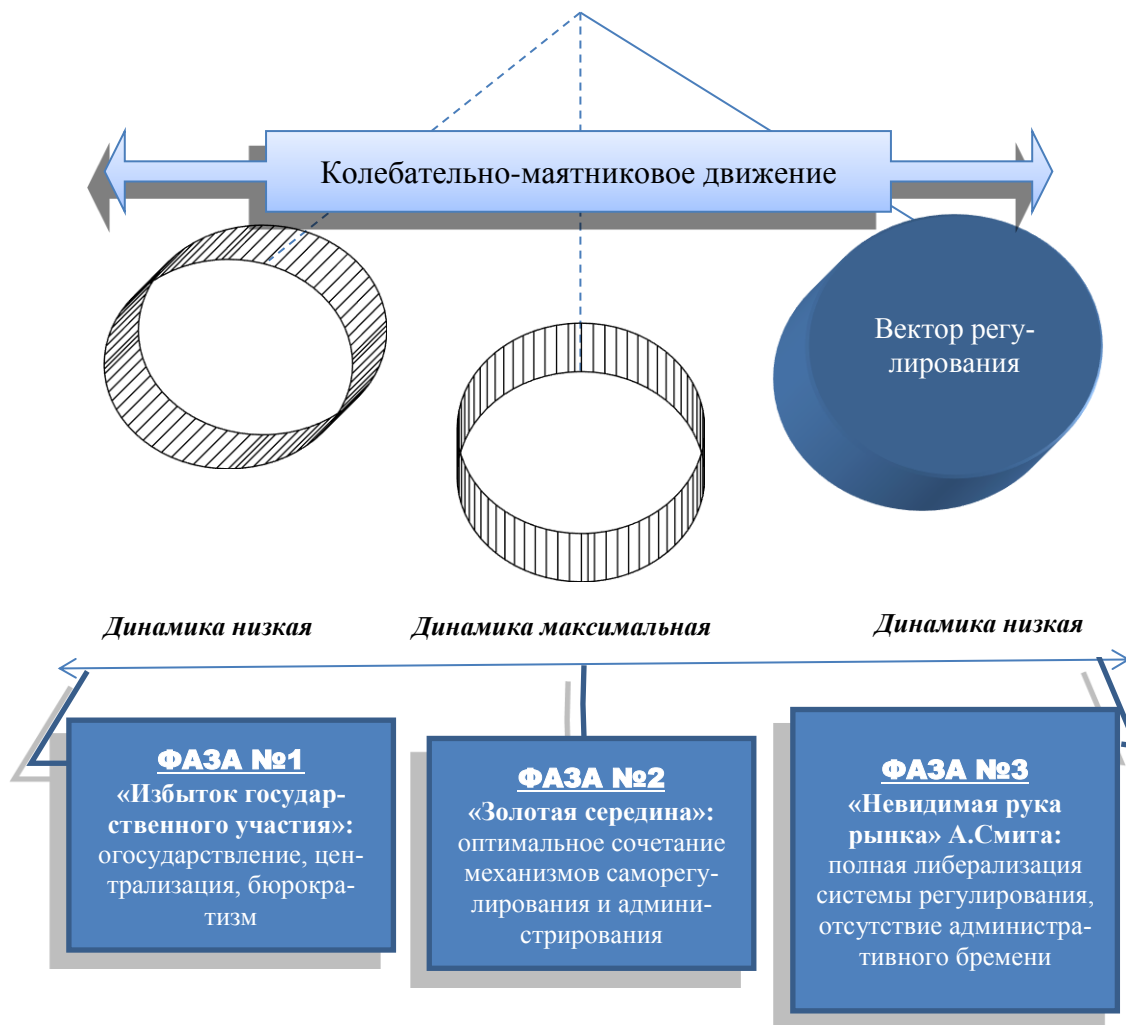 Колебательно-маятниковое движение
Вектор регу-
лирования
Динамика низкая
Динамика максимальная
Динамика низкая
ФАЗА №1
«Избыток государ-
ственного участия»:
огосударствление, цен-
трализация, бюрокра-
тизм
ФАЗА №2
«Золотая середина»:
оптимальное сочетание
механизмов саморегу-
лирования и админи-
стрирования
ФАЗА №3
«Невидимая рука
рынка» А.Смита:
полная либерализация
системы регулирования,
отсутствие администра-
тивного бремени